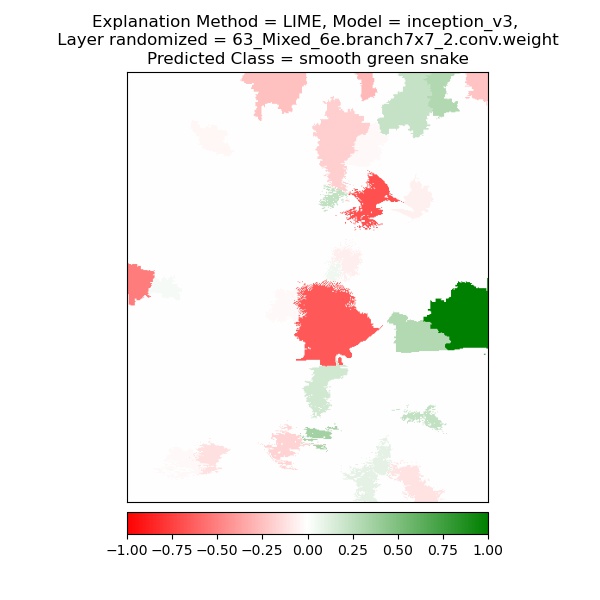 Explanation Method = LIME, Model = inception_v3,
Layer randomized = 63_Mixed_6e.branch7x7_2.conv.weight
Predicted Class = smooth green snake
−1.00 −0.75 −0.50 −0.25 0.00 0.25 0.50 0.75 1.00